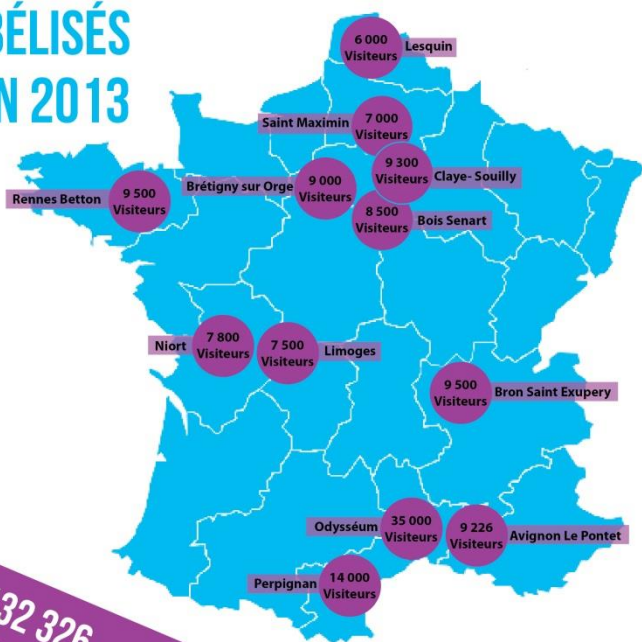 BÉLISÉS
N 2013
6 000
Visiteurs
Lesquin
Saint Maximin
7 000
Visiteurs
9 300
Visiteurs
Claye- Souilly
Brétigny sur Orge
9 000
Visiteurs
Rennes Betton
9 500
Visiteurs
8 500
Visiteurs
Bois Senart
Niort
7 800
Visiteurs
7 500
Visiteurs
Limoges
9 500
Visiteurs
Bron Saint Exupery
Odysséum
35 000
Visiteurs
9 226
Visiteurs
Avignon Le Pontet
Perpignan
14 000
Visiteurs
32 326